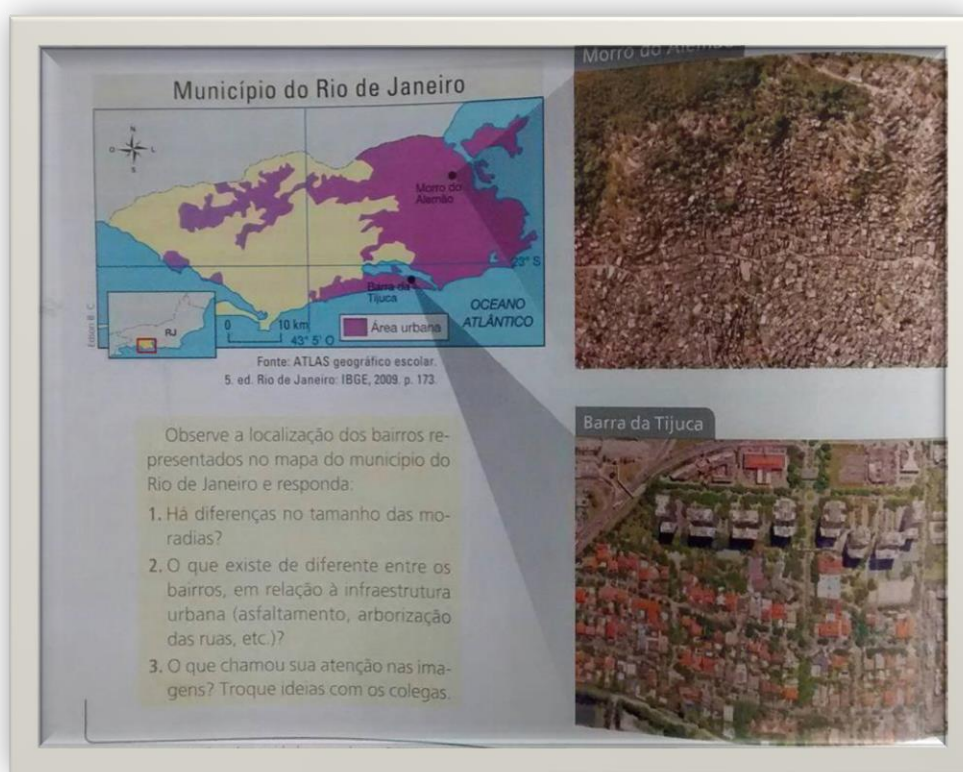 Município do Rio de Janeiro
N
O
L
S
Morro do
Alemão
23° S
Barra da
Tijuca
OCEANO
ATLÂNTICO
RJ
0 10 km
43° 5' O
Área urbana
Fonte: ATLAS geográfico escolar.
5. ed. Rio de Janeiro: IBGE, 2009. p. 173.
Observe a localização dos bairros re-
presentados no mapa do município do
Rio de Janeiro e responda:
1. Há diferenças no tamanho das mo-
radias?
2. O que existe de diferente entre os
bairros, em relação à infraestrutura
urbana (asfaltamento, arborização
das ruas, etc.)?
3. O que chamou sua atenção nas ima-
gens? Troque ideias com os colegas.
Morro do Alemão
Barra da Tijuca